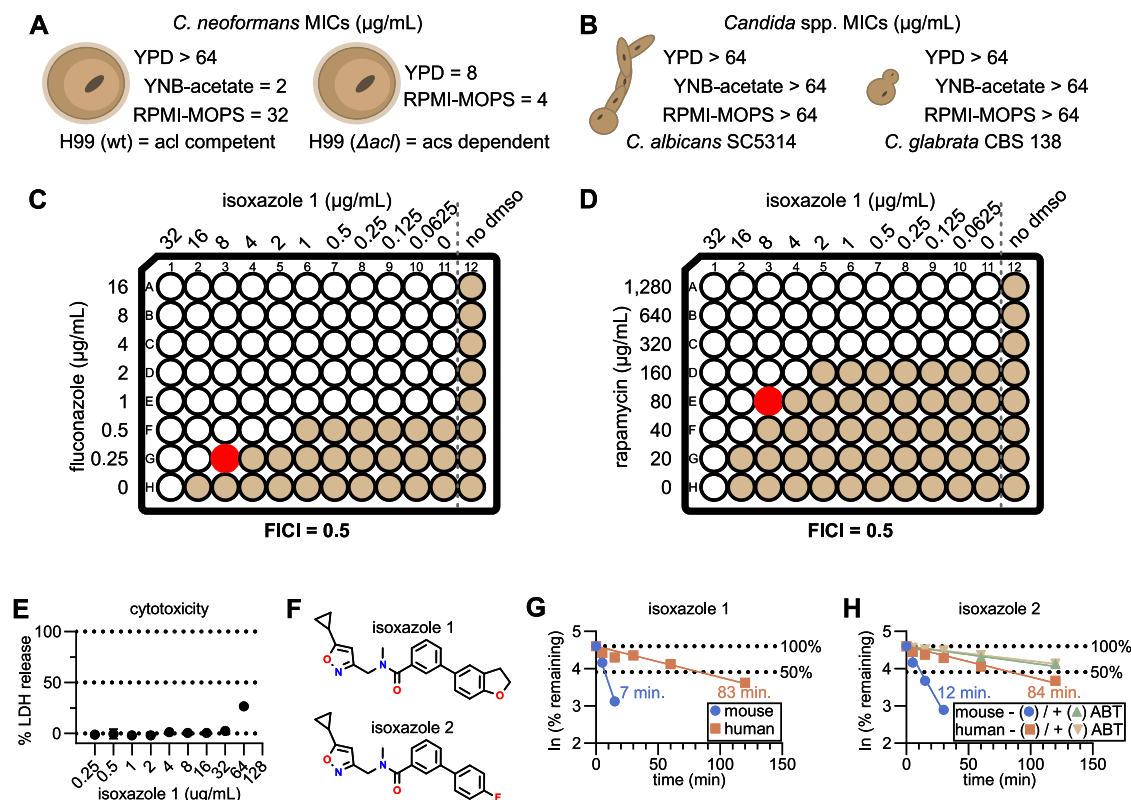 A
C. neoformans MICs (µg/mL)
YPD > 64
YNB-acetate = 2
RPMI-MOPS = 32
H99 (wt) = acl competent
YPD = 8
RPMI-MOPS = 4
H99 (Δacl) = acs dependent
B
Candida spp. MICs (µg/mL)
YPD > 64
YNB-acetate > 64
RPMI-MOPS > 64
C. albicans SC5314
YPD > 64
YNB-acetate > 64
RPMI-MOPS > 64
C. glabrata CBS 138
C
isoxazole 1 (µg/mL)
32 16 8 4 2 1 0.5 0.25 0.125 0.0625 0 no dmso
1 2 3 4 5 6 7 8 9 10 11 12
fluconazole (µg/mL)
16 A
8 B
4 C
2 D
1 E
0.5 F
0.25 G
0 H
FICI = 0.5
D
isoxazole 1 (µg/mL)
32 16 8 4 2 1 0.5 0.25 0.125 0.0625 0 no dmso
1 2 3 4 5 6 7 8 9 10 11 12
rapamycin (µg/mL)
1,280 A
640 B
320 C
160 D
80 E
40 F
20 G
0 H
FICI = 0.5
E
cytotoxicity
% LDH release
100
50
0
0.25 0.5 1 2 4 8 16 32 64 128
isoxazole 1 (ug/mL)
F
isoxazole 1
O
N
N
O
O
isoxazole 2
O
N
N
O
F
G
isoxazole 1
ln (% remaining)
5
4
3
2
100%
50%
7 min.
83 min.
mouse
human
0 50 100 150
time (min)
H
isoxazole 2
ln (% remaining)
5
4
3
2
100%
50%
12 min.
84 min.
mouse - ( ) / + ( ) ABT
human - ( ) / + ( ) ABT
0 50 100 150
time (min)